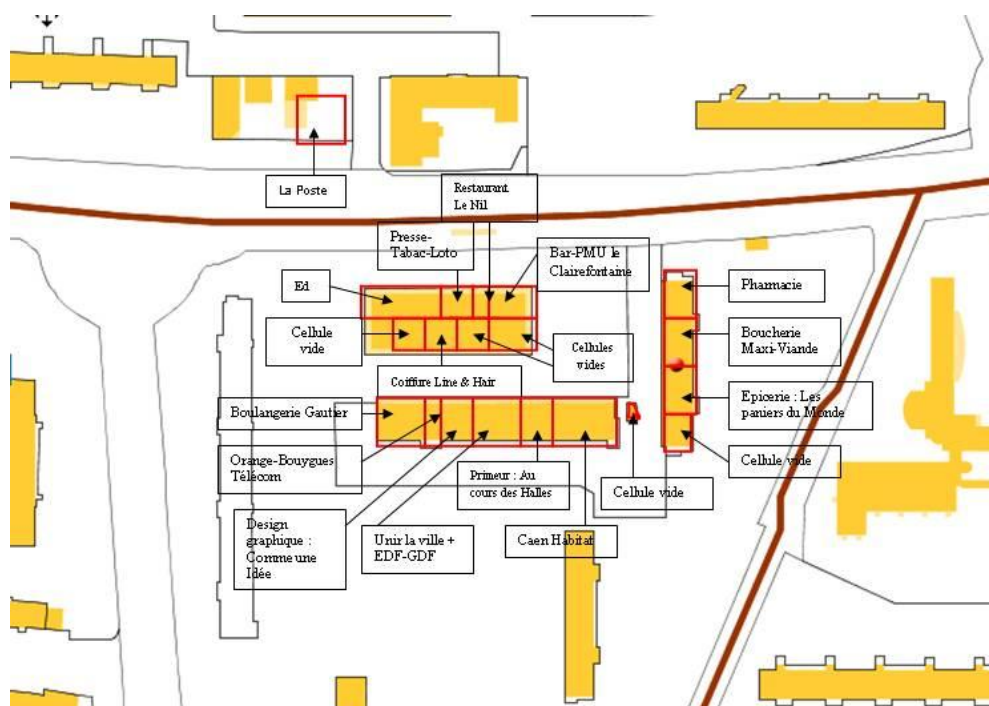 La Poste
Restaurant
Le Nil
Presse-
Tabac-Loto
Bar-PMU le
Clairefontaine
Ed
Pharmacie
Cellule
vide
Cellules
vides
Boucherie
Maxi-Viande
Coiffure Line & Hair
Boulangerie Gautier
Epicerie : Les
paniers du Monde
Orange-Bouygues
Télécom
Primeur : Au
cours des Halles
Cellule vide
Cellule vide
Design
graphique :
Comme une
Idée
Unir la ville +
EDF-GDF
Caen Habitat